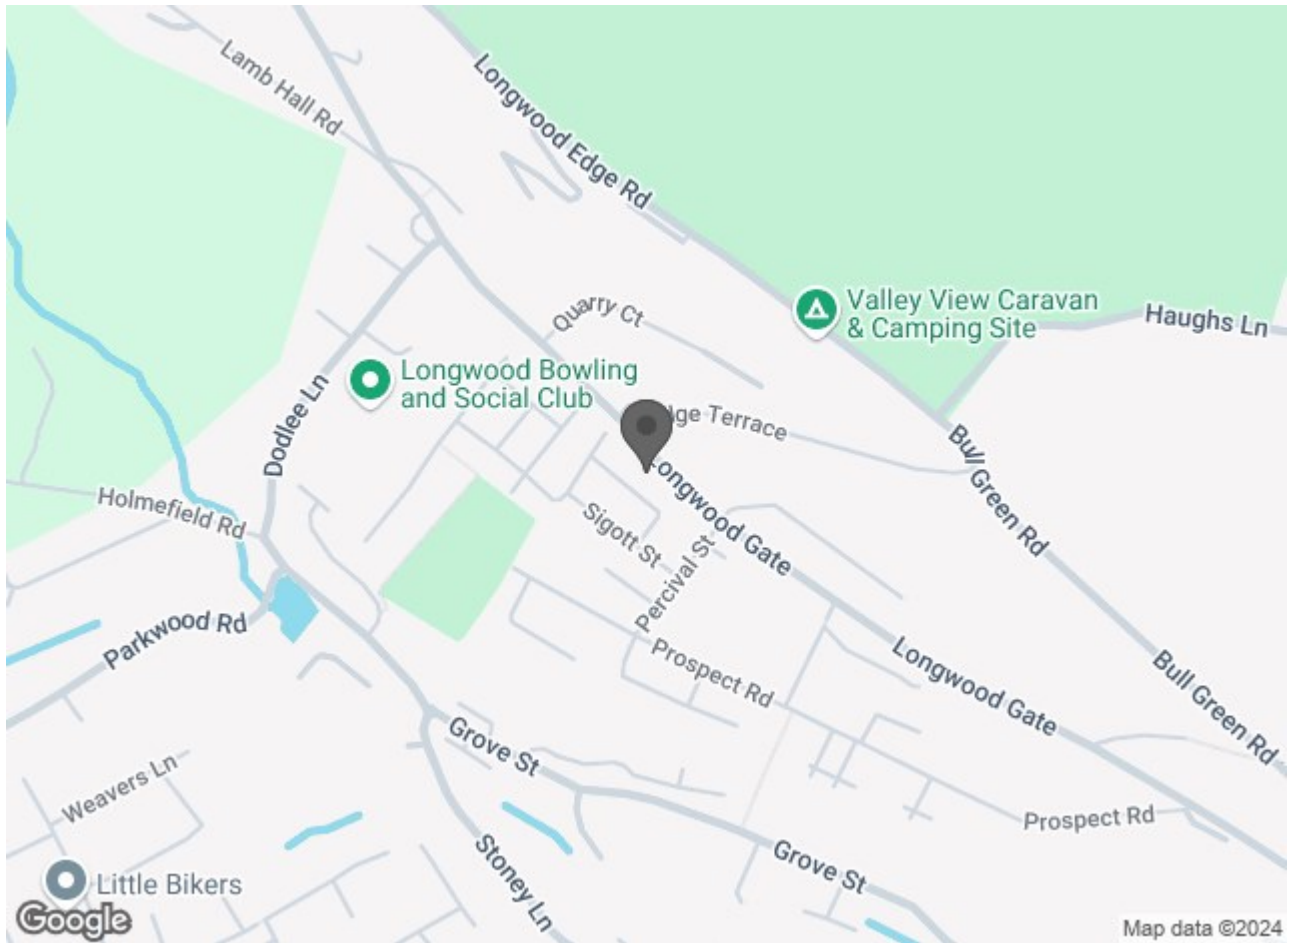 Lamb Hall Rd
Longwood Edge Rd
Valley View Caravan
& Camping Site
Haughs Ln
Quarry Ct
Longwood Bowling
and Social Club
Terrace
Dodlee Ln
Bull Green Rd
Holmefield Rd
Longwood Gate
Sigott St
Percival St
Parkwood Rd
Prospect Rd
Longwood Gate
Bull Green Rd
Grove St
Weavers Ln
Prospect Rd
Stoney Ln
Grove St
Little Bikers
Google
Map data ©2024